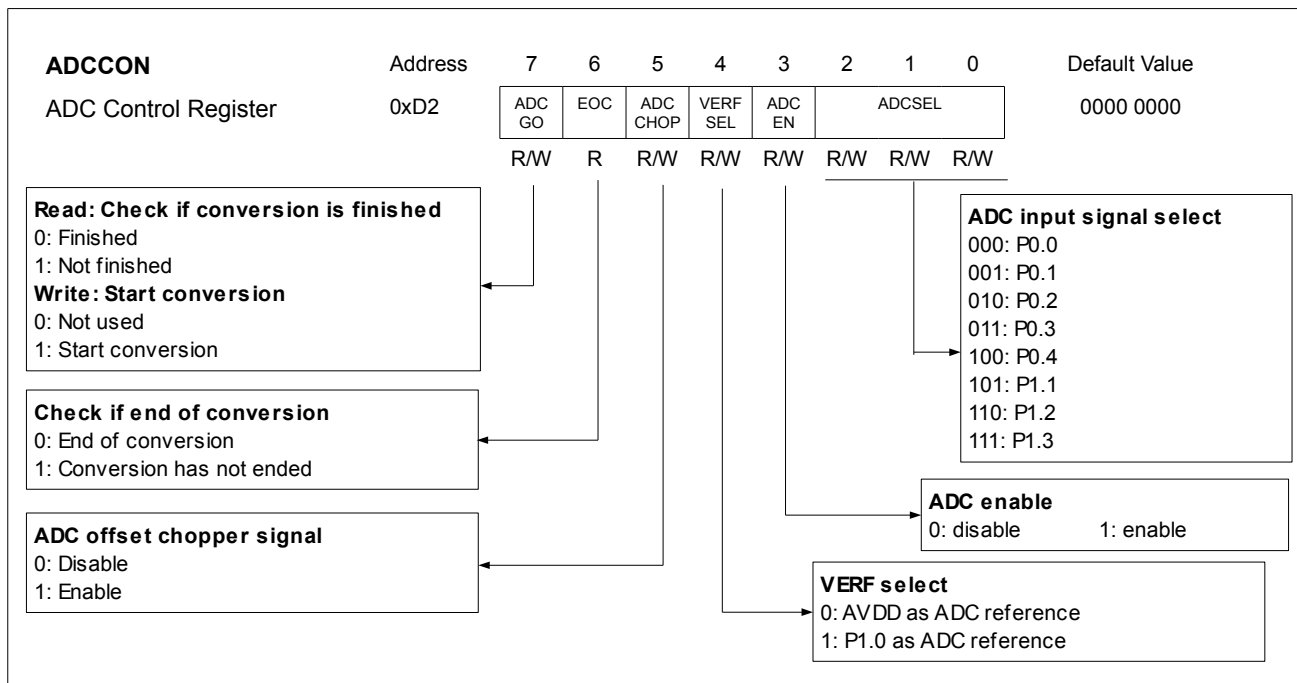 ADCCON Address 7 6 5 4 3 2 1 0 Default Value
ADC Control Register 0xD2 ADC GO EOC ADC CHOP VERF SEL ADC EN ADCSEL 0000 0000
R/W R R/W R/W R/W R/W R/W R/W
Read: Check if conversion is finished
0: Finished
1: Not finished
Write: Start conversion
0: Not used
1: Start conversion
Check if end of conversion
0: End of conversion
1: Conversion has not ended
ADC offset chopper signal
0: Disable
1: Enable
ADC input signal select
000: P0.0
001: P0.1
010: P0.2
011: P0.3
100: P0.4
101: P1.1
110: P1.2
111: P1.3
ADC enable
0: disable 1: enable
VERF select
0: AVDD as ADC reference
1: P1.0 as ADC reference